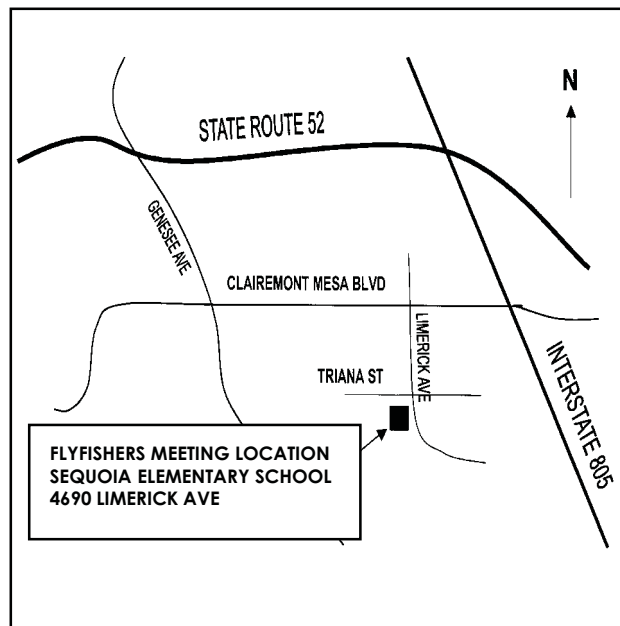 N
STATE ROUTE 52
GENESEE AVE
CLAIREMONT MESA BLVD
LIMERICK AVE
TRIANA ST
INTERSTATE 805
FLYFISHERS MEETING LOCATION
SEQUOIA ELEMENTARY SCHOOL
4690 LIMERICK AVE